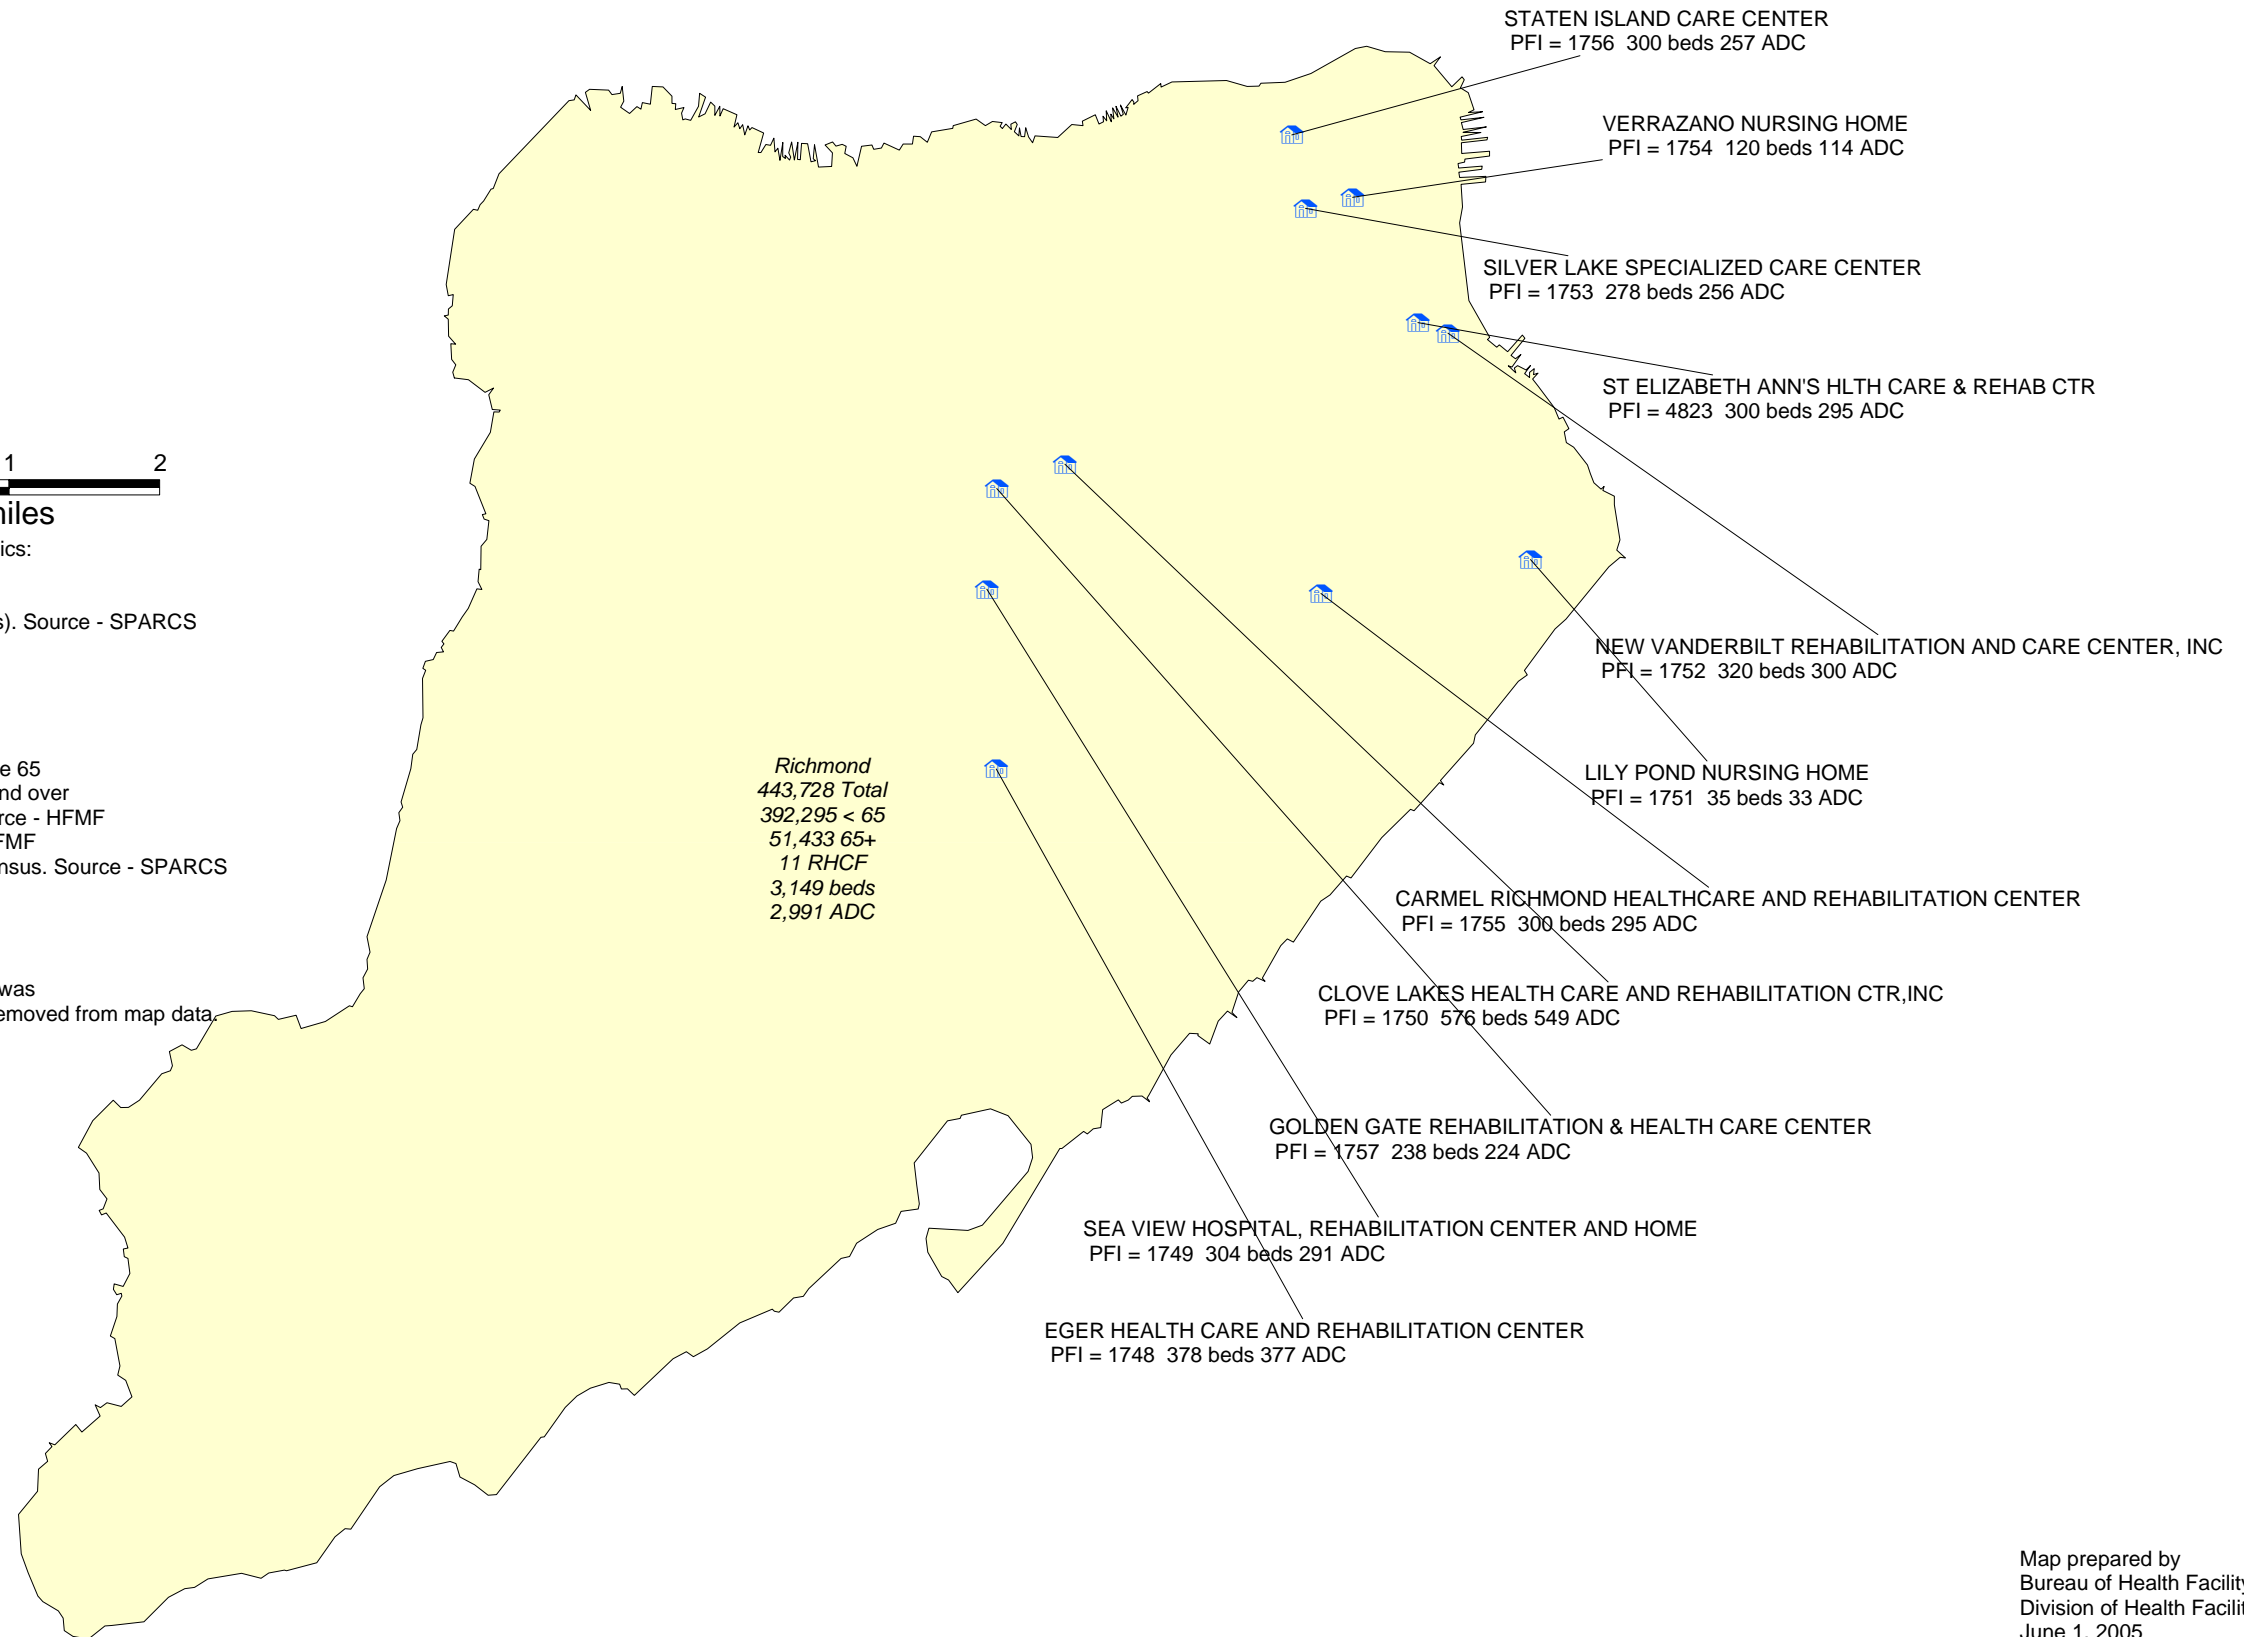 STATEN ISLAND CARE CENTER
PFI = 1756  300 beds 257 ADC
VERRAZANO NURSING HOME
PFI = 1754  120 beds 114 ADC
SILVER LAKE SPECIALIZED CARE CENTER
PFI = 1753  278 beds 256 ADC
ST ELIZABETH ANN'S HLTH CARE & REHAB CTR
PFI = 4823  300 beds 295 ADC
1 2
miles
ics:
s). Source - SPARCS
NEW VANDERBILT REHABILITATION AND CARE CENTER, INC
PFI = 1752  320 beds 300 ADC
e 65
nd over
rce - HFMF
FMF
nsus. Source - SPARCS
was
emoved from map data.
Richmond
443,728 Total
392,295 < 65
51,433 65+
11 RHCF
3,149 beds
2,991 ADC
LILY POND NURSING HOME
PFI = 1751  35 beds 33 ADC
CARMEL RICHMOND HEALTHCARE AND REHABILITATION CENTER
PFI = 1755  300 beds 295 ADC
CLOVE LAKES HEALTH CARE AND REHABILITATION CTR,INC
PFI = 1750  576 beds 549 ADC
GOLDEN GATE REHABILITATION & HEALTH CARE CENTER
PFI = 1757  238 beds 224 ADC
SEA VIEW HOSPITAL, REHABILITATION CENTER AND HOME
PFI = 1749  304 beds 291 ADC
EGER HEALTH CARE AND REHABILITATION CENTER
PFI = 1748  378 beds 377 ADC
Map prepared by
Bureau of Health Facility
Division of Health Facilit
June 1, 2005